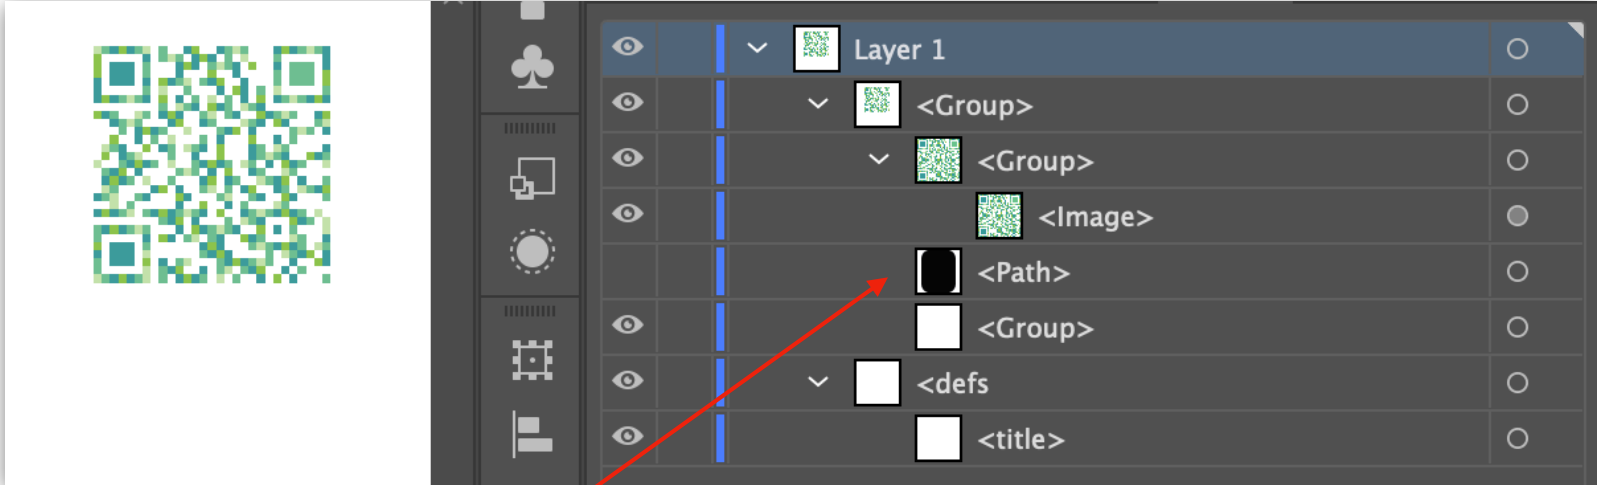 Layer 1
<Group>
<Group>
<Image>
<Path>
<Group>
<defs
<title>